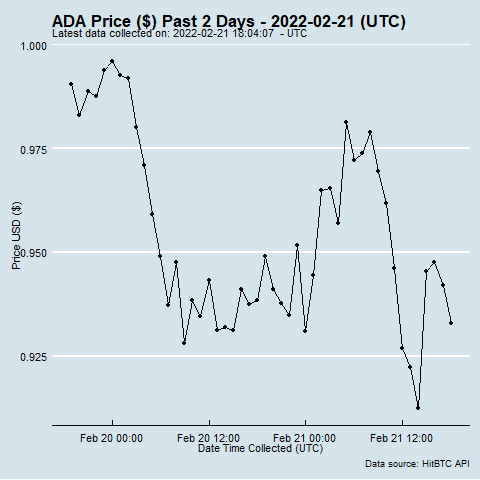 ADA Price ($) Past 2 Days - 2022-02-21 (UTC)
Latest data collected on: 2022-02-21 18:04:07  - UTC
1.000
0.975
0.950
0.925
Price USD ($)
Feb 20 00:00
Feb 20 12:00
Feb 21 00:00
Feb 21 12:00
Date Time Collected (UTC)
Data source: HitBTC API